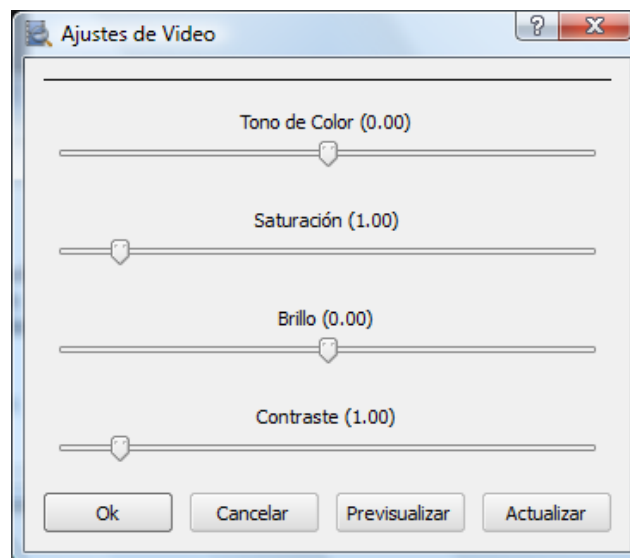 Ajustes de Video
Tono de Color (0.00)
Saturación (1.00)
Brillo (0.00)
Contraste (1.00)
Ok Cancelar Previsualizar Actualizar